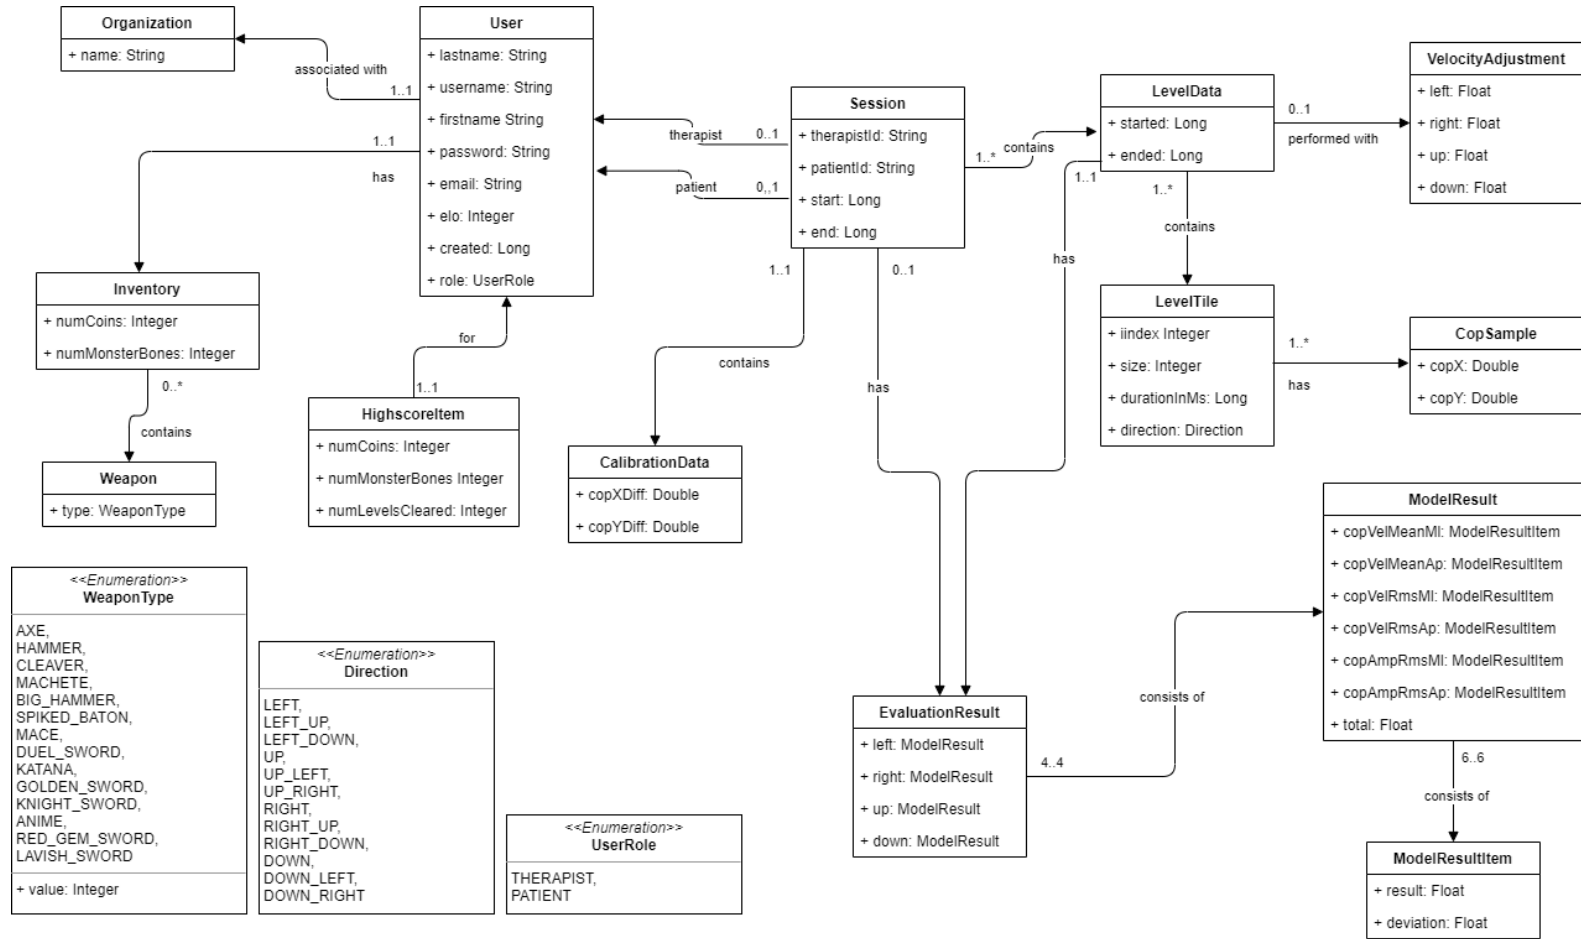 Organization
+ name: String
associated with
1..1
User
+ lastname: String
+ username: String
+ firstname String
+ password: String
+ email: String
+ elo: Integer
+ created: Long
+ role: UserRole
1..1
has
therapist
0..1
patient
0,,1
Session
+ therapistId: String
+ patientId: String
+ start: Long
+ end: Long
1..*
contains
LevelData
+ started: Long
+ ended: Long
0..1
performed with
VelocityAdjustment
+ left: Float
+ right: Float
+ up: Float
+ down: Float
1..1
1..*
contains
has
1..1
0..1
Inventory
+ numCoins: Integer
+ numMonsterBones: Integer
0..*
contains
Weapon
+ type: WeaponType
for
1..1
HighscoreItem
+ numCoins: Integer
+ numMonsterBones Integer
+ numLevelsCleared: Integer
contains
has
CalibrationData
+ copXDiff: Double
+ copYDiff: Double
LevelTile
+ iindex Integer
+ size: Integer
+ durationInMs: Long
+ direction: Direction
1..*
has
CopSample
+ copX: Double
+ copY: Double
ModelResult
+ copVelMeanMl: ModelResultItem
+ copVelMeanAp: ModelResultItem
+ copVelRmsMl: ModelResultItem
+ copVelRmsAp: ModelResultItem
+ copAmpRmsMl: ModelResultItem
+ copAmpRmsAp: ModelResultItem
+ total: Float
<<Enumeration>>
WeaponType
AXE,
HAMMER,
CLEAVER,
MACHETE,
BIG_HAMMER,
SPIKED_BATON,
MACE,
DUEL_SWORD,
KATANA,
GOLDEN_SWORD,
KNIGHT_SWORD,
ANIME,
RED_GEM_SWORD,
LAVISH_SWORD
+ value: Integer
<<Enumeration>>
Direction
LEFT,
LEFT_UP,
LEFT_DOWN,
UP,
UP_LEFT,
UP_RIGHT,
RIGHT,
RIGHT_UP,
RIGHT_DOWN,
DOWN,
DOWN_LEFT,
DOWN_RIGHT
<<Enumeration>>
UserRole
THERAPIST,
PATIENT
EvaluationResult
+ left: ModelResult
+ right: ModelResult
+ up: ModelResult
+ down: ModelResult
4..4
consists of
6..6
consists of
ModelResultItem
+ result: Float
+ deviation: Float